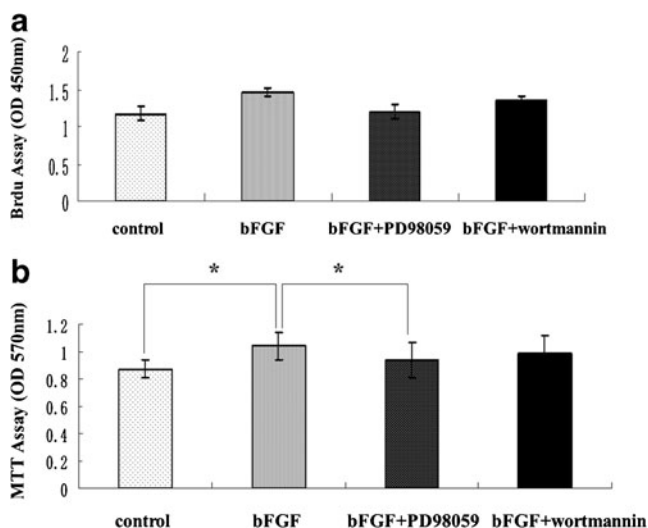 a
Brdu Assay (OD 450nm)
2
1.5
1
0.5
0
control bFGF bFGF+PD98059 bFGF+wortmannin
b
* *
MTT Assay (OD 570nm)
1.2
1
0.8
0.6
0.4
0.2
0
control bFGF bFGF+PD98059 bFGF+wortmannin